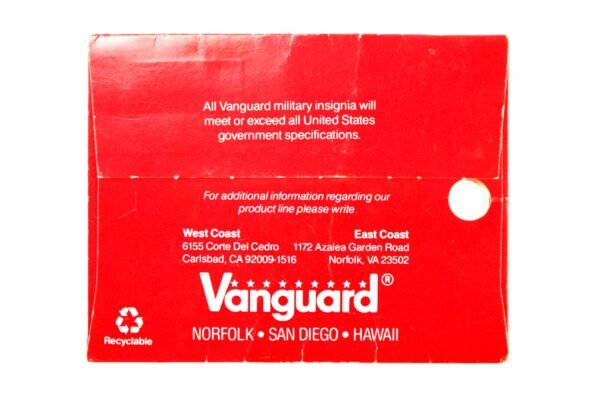 All Vanguard military insignia will
meet or exceed all United States
government specifications.
For additional information regarding our
product line please write
West Coast
6155 Corte Del Cedro
Carlsbad, CA 92009-1516
East Coast
1172 Azalea Garden Road
Norfolk, VA 23502
Vanguard®
NORFOLK • SAN DIEGO • HAWAII
Recyclable